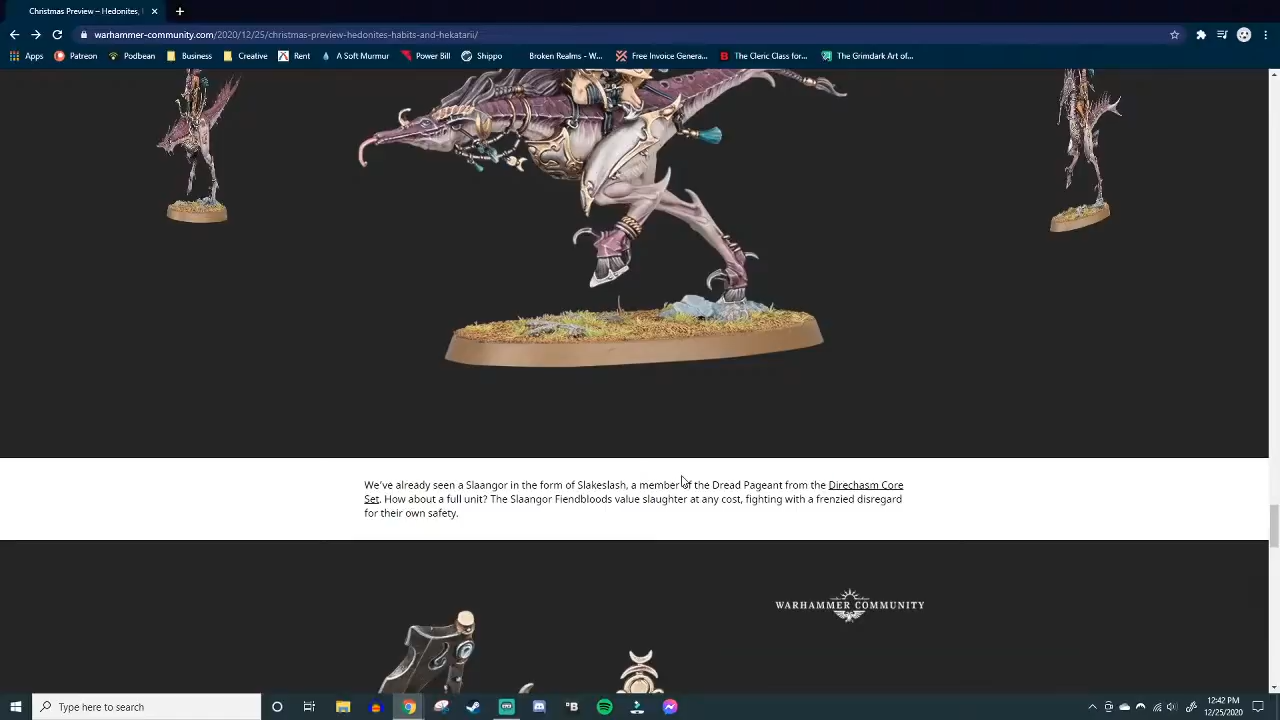 Christmas Preview – Hedonites,
warhammer-community.com/2020/12/25/christmas-preview-hedonites-habits-and-hekatarii/
Apps Patreon Podbean Business Creative Rent A Soft Murmur Power Bill Shippo Broken Realms - W... Free Invoice Genera... The Cleric Class for... The Grimdark Art of...
We've already seen a Slaangor in the form of Slakeslash, a member of the Dread Pageant from the Direchasm Core
Set. How about a full unit? The Slaangor Fiendbloods value slaughter at any cost, fighting with a frenzied disregard
for their own safety.
WARHAMMER COMMUNITY
Type here to search
12:42 PM
12/25/2020